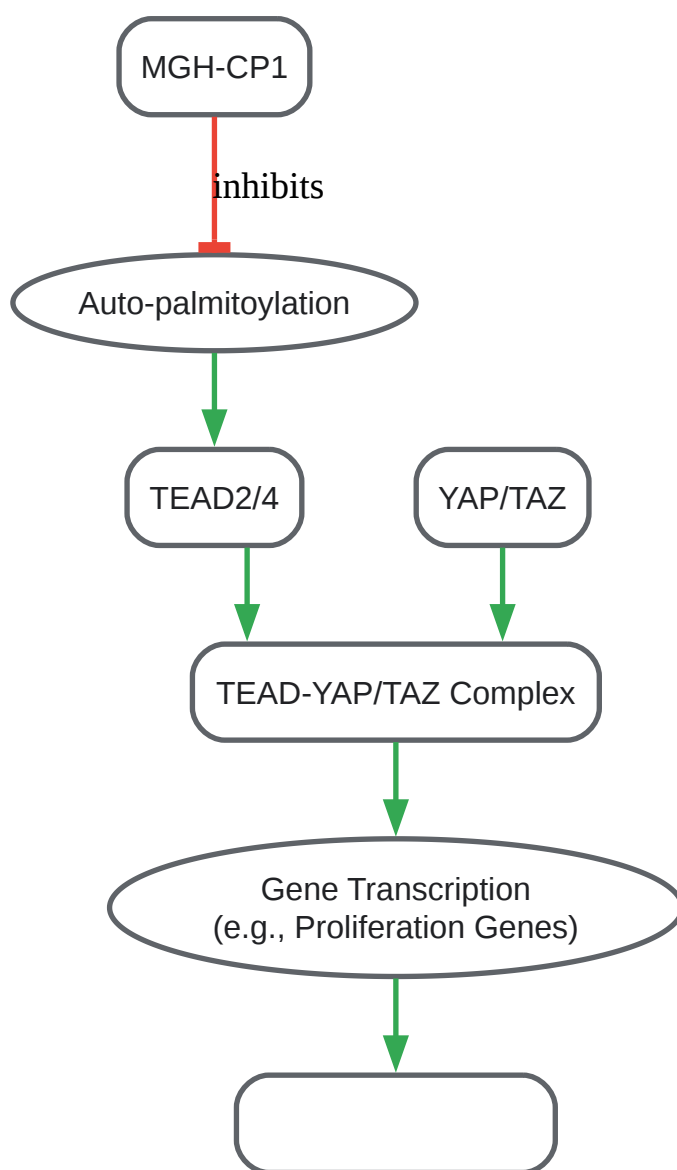 MGH-CP1
inhibits
Auto-palmitoylation
TEAD2/4
YAP/TAZ
TEAD-YAP/TAZ Complex
Gene Transcription
(e.g., Proliferation Genes)